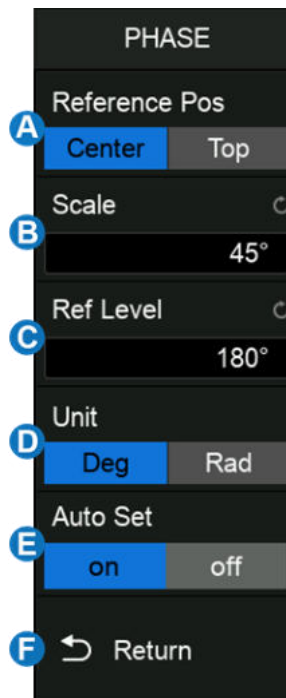 PHASE
Reference Pos
A
Center Top
Scale
B
45°
Ref Level
C
180°
Unit
D
Deg Rad
Auto Set
E
on off
F Return